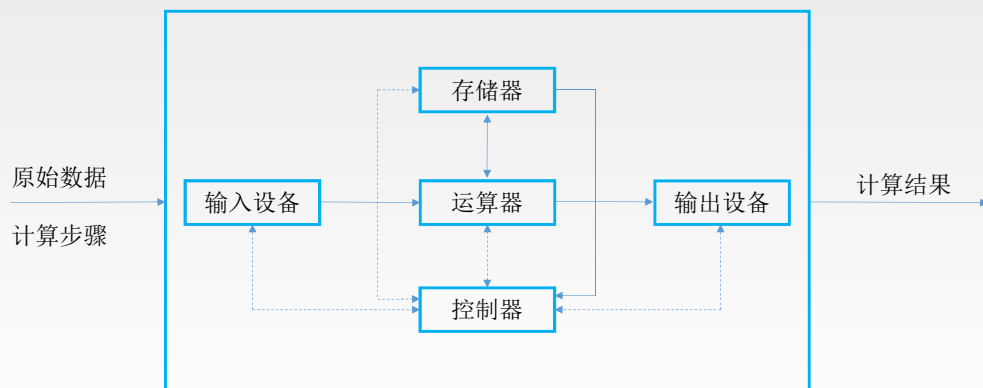 存储器
原始数据
输入设备
运算器
输出设备
计算结果
计算步骤
控制器